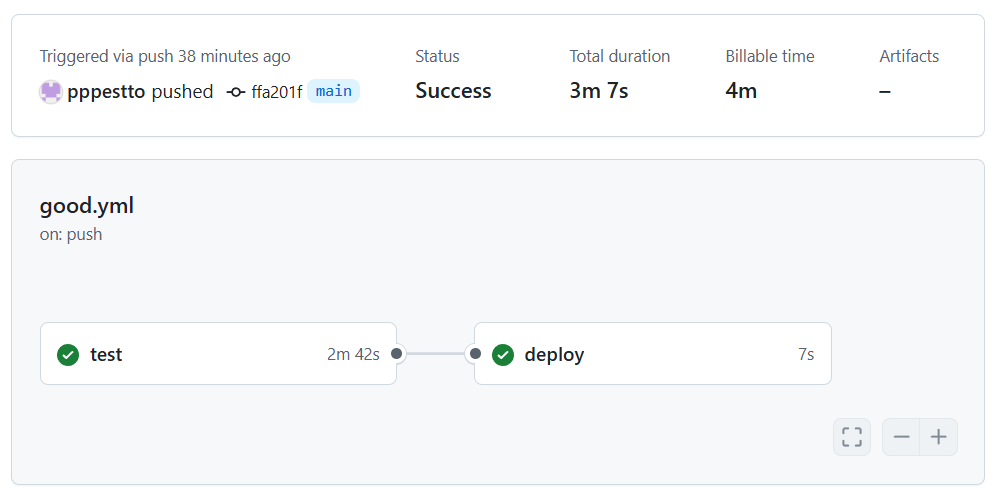 Triggered via push 38 minutes ago
pppestto pushed ffa201f main
Status
Success
Total duration
3m 7s
Billable time
4m
Artifacts
–
good.yml
on: push
test 2m 42s
deploy 7s